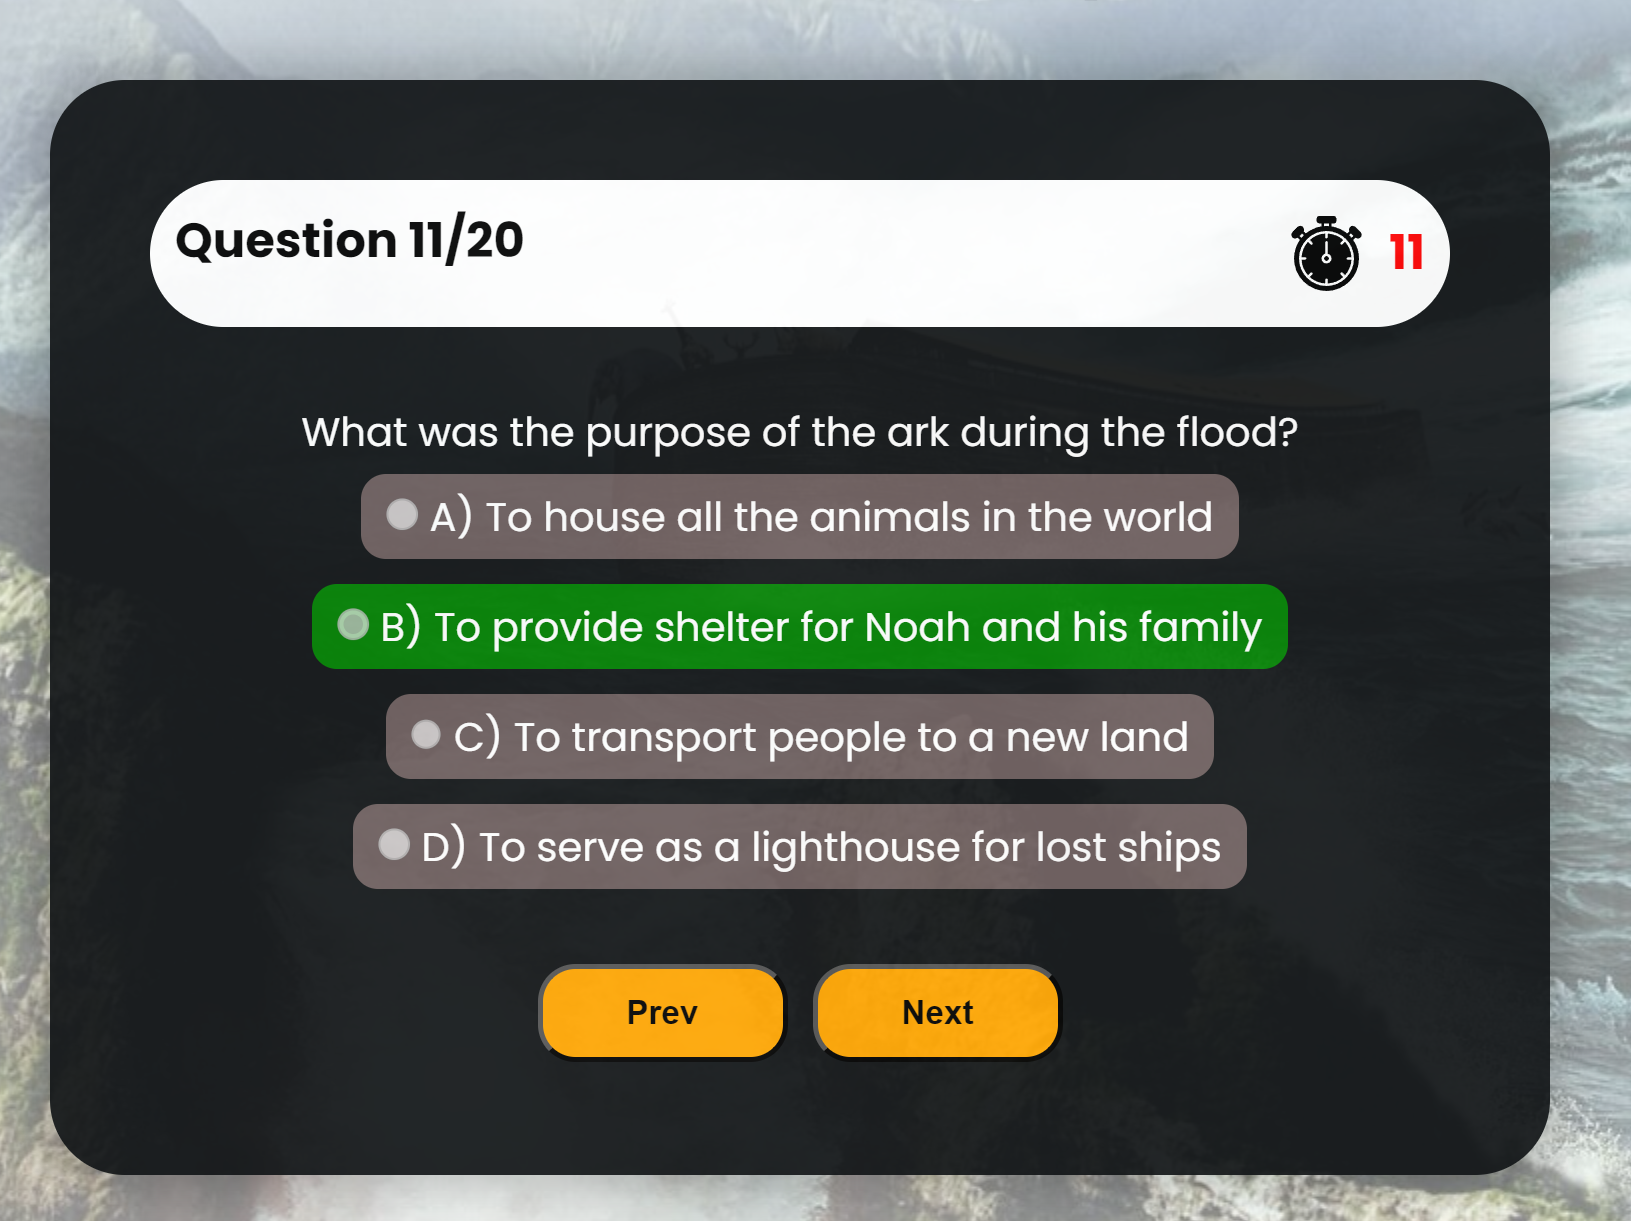 Question 11/20
11
What was the purpose of the ark during the flood?
A) To house all the animals in the world
B) To provide shelter for Noah and his family
C) To transport people to a new land
D) To serve as a lighthouse for lost ships
Prev
Next